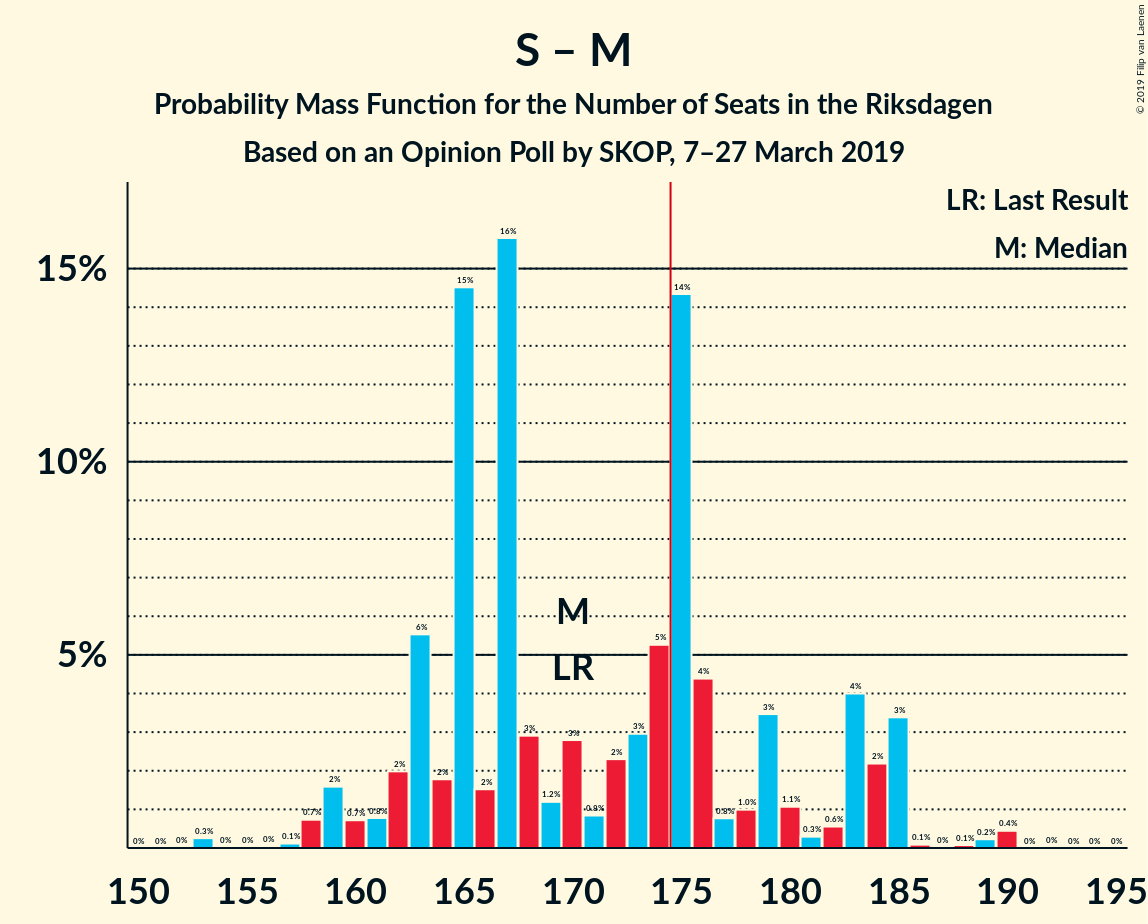 S – M
Probability Mass Function for the Number of Seats in the Riksdagen
Based on an Opinion Poll by SKOP, 7–27 March 2019
© 2019 Filip van Laenen
LR: Last Result
M: Median
15%
10%
5%
M
LR
0% 0% 0% 0.3% 0% 0% 0% 0.1% 0.7% 2% 0.7% 0.8% 2% 6% 2% 15% 2% 16% 3% 1.2% 3% 0.8% 2% 3% 5% 14% 4% 0.8% 1.0% 3% 1.1% 0.3% 0.6% 4% 2% 3% 0.1% 0% 0.1% 0.2% 0.4% 0% 0% 0% 0% 0%
150 155 160 165 170 175 180 185 190 195